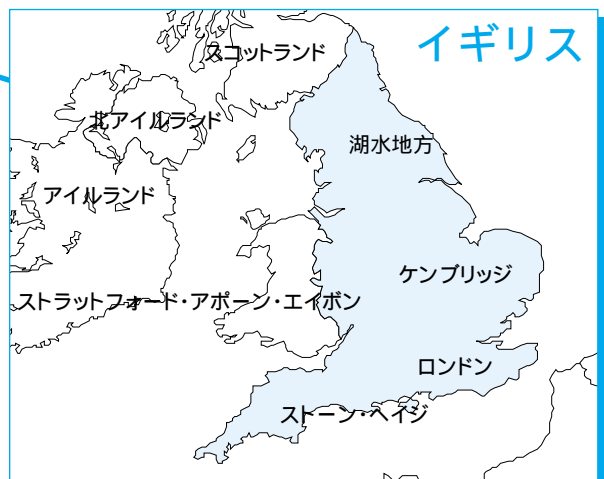 イギリス
スコットランド
北アイルランド
湖水地方
アイルランド
ケンブリッジ
ストラットフォード・アポーン・エイボン
ロンドン
ストーン・ヘイジ